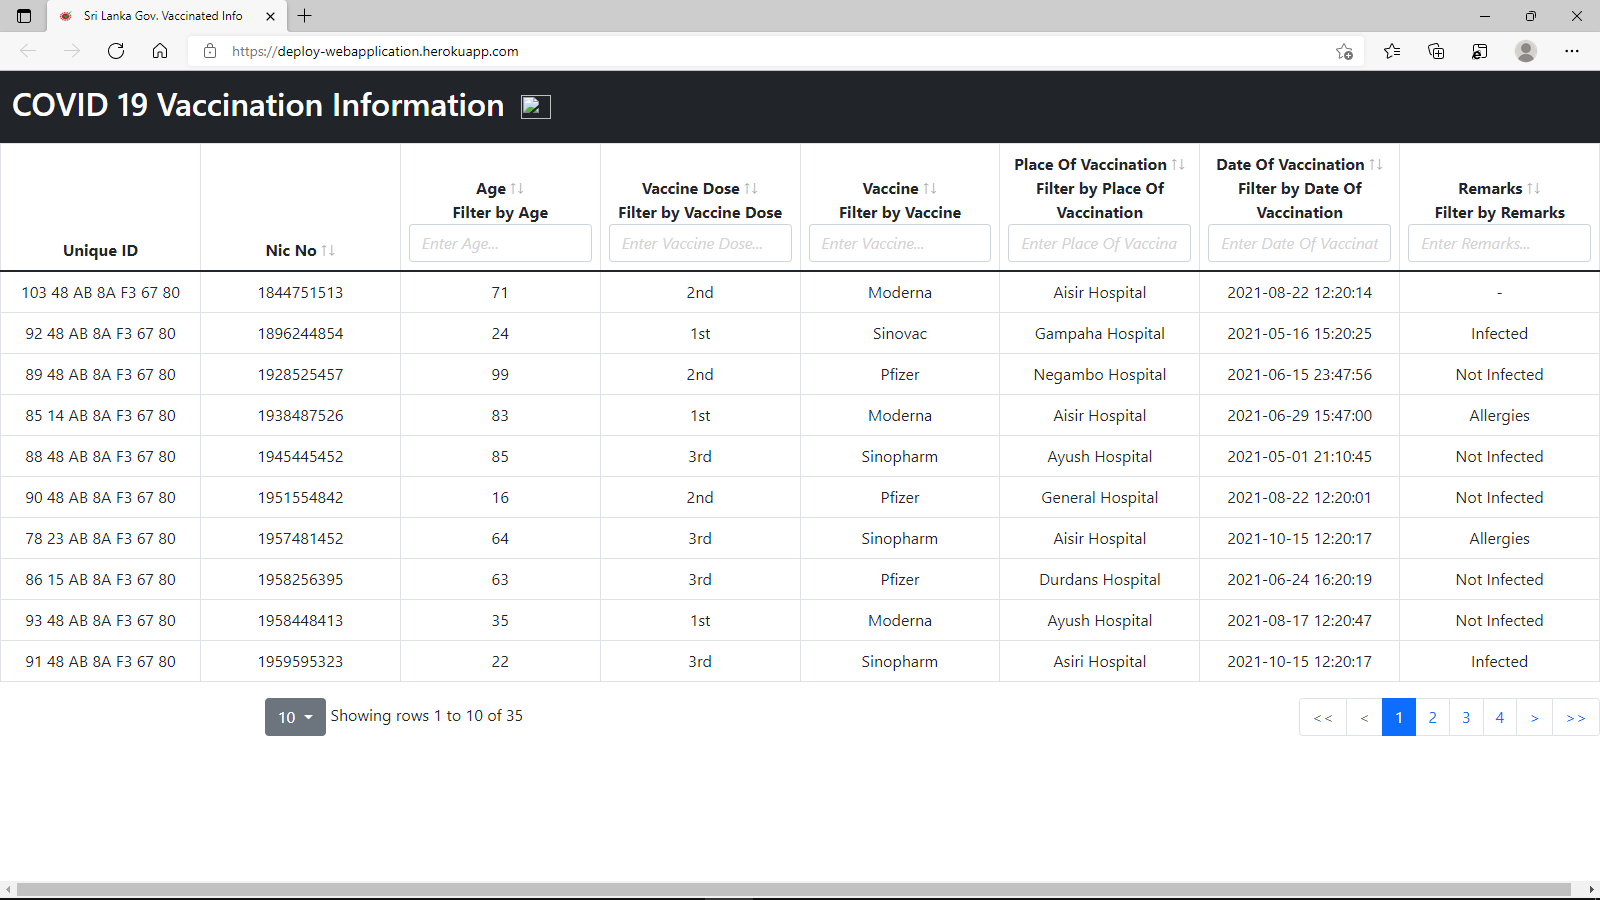 Sri Lanka Gov. Vaccinated Info
https://deploy-webapplication.herokuapp.com
COVID 19 Vaccination Information
Unique ID
Nic No ↑↓
Age ↑↓
Filter by Age
Enter Age...
Vaccine Dose ↑↓
Filter by Vaccine Dose
Enter Vaccine Dose...
Vaccine ↑↓
Filter by Vaccine
Enter Vaccine...
Place Of Vaccination ↑↓
Filter by Place Of
Vaccination
Enter Place Of Vaccina
Date Of Vaccination ↑↓
Filter by Date Of
Vaccination
Enter Date Of Vaccinat
Remarks ↑↓
Filter by Remarks
Enter Remarks...
103 48 AB 8A F3 67 80 1844751513 71 2nd Moderna Aisir Hospital 2021-08-22 12:20:14 -
92 48 AB 8A F3 67 80 1896244854 24 1st Sinovac Gampaha Hospital 2021-05-16 15:20:25 Infected
89 48 AB 8A F3 67 80 1928525457 99 2nd Pfizer Negambo Hospital 2021-06-15 23:47:56 Not Infected
85 14 AB 8A F3 67 80 1938487526 83 1st Moderna Aisir Hospital 2021-06-29 15:47:00 Allergies
88 48 AB 8A F3 67 80 1945445452 85 3rd Sinopharm Ayush Hospital 2021-05-01 21:10:45 Not Infected
90 48 AB 8A F3 67 80 1951554842 16 2nd Pfizer General Hospital 2021-08-22 12:20:01 Not Infected
78 23 AB 8A F3 67 80 1957481452 64 3rd Sinopharm Aisir Hospital 2021-10-15 12:20:17 Allergies
86 15 AB 8A F3 67 80 1958256395 63 3rd Pfizer Durdans Hospital 2021-06-24 16:20:19 Not Infected
93 48 AB 8A F3 67 80 1958448413 35 1st Moderna Ayush Hospital 2021-08-17 12:20:47 Not Infected
91 48 AB 8A F3 67 80 1959595323 22 3rd Sinopharm Asiri Hospital 2021-10-15 12:20:17 Infected
10 Showing rows 1 to 10 of 35 << < 1 2 3 4 > >>